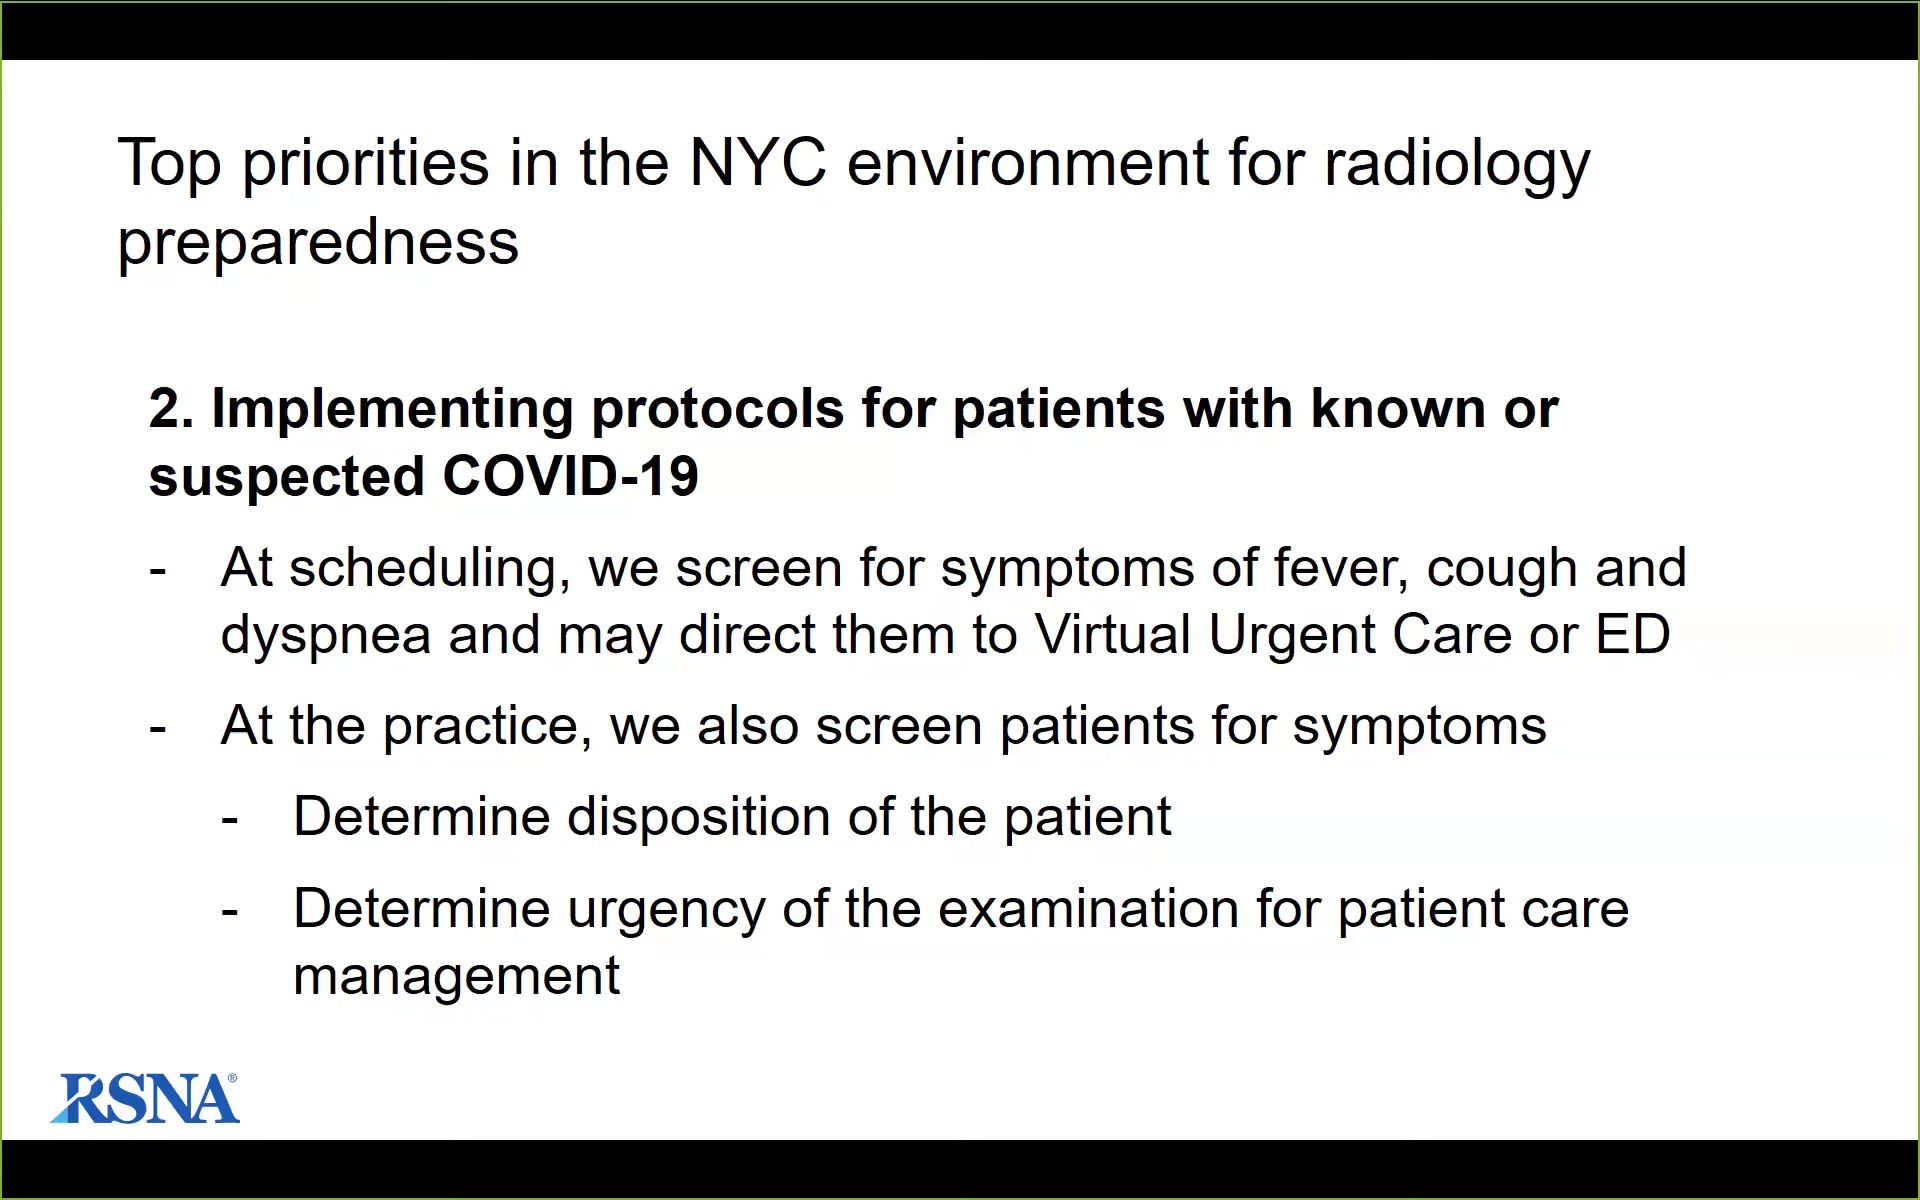 Top priorities in the NYC environment for radiology
preparedness
2. Implementing protocols for patients with known or
suspected COVID-19
- At scheduling, we screen for symptoms of fever, cough and
dyspnea and may direct them to Virtual Urgent Care or ED
- At the practice, we also screen patients for symptoms
- Determine disposition of the patient
- Determine urgency of the examination for patient care
management
RSNA®